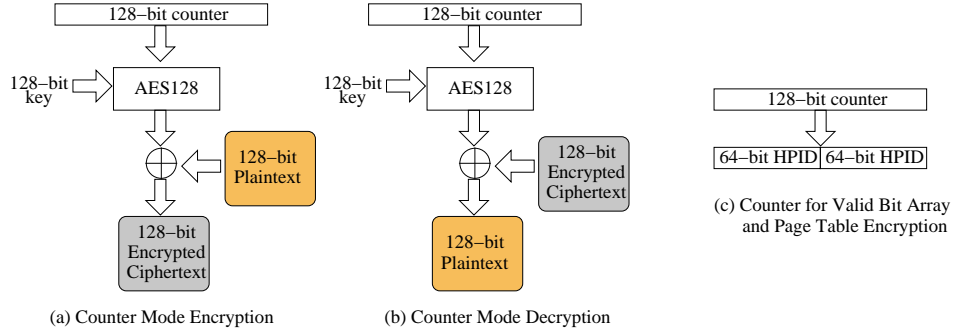 128−bit counter
128−bit
key
AES128
128−bit
Plaintext
128−bit
Encrypted
Ciphertext
(a) Counter Mode Encryption
128−bit counter
128−bit
key
AES128
128−bit
Encrypted
Ciphertext
128−bit
Plaintext
(b) Counter Mode Decryption
128−bit counter
64−bit HPID 64−bit HPID
(c) Counter for Valid Bit Array
and Page Table Encryption